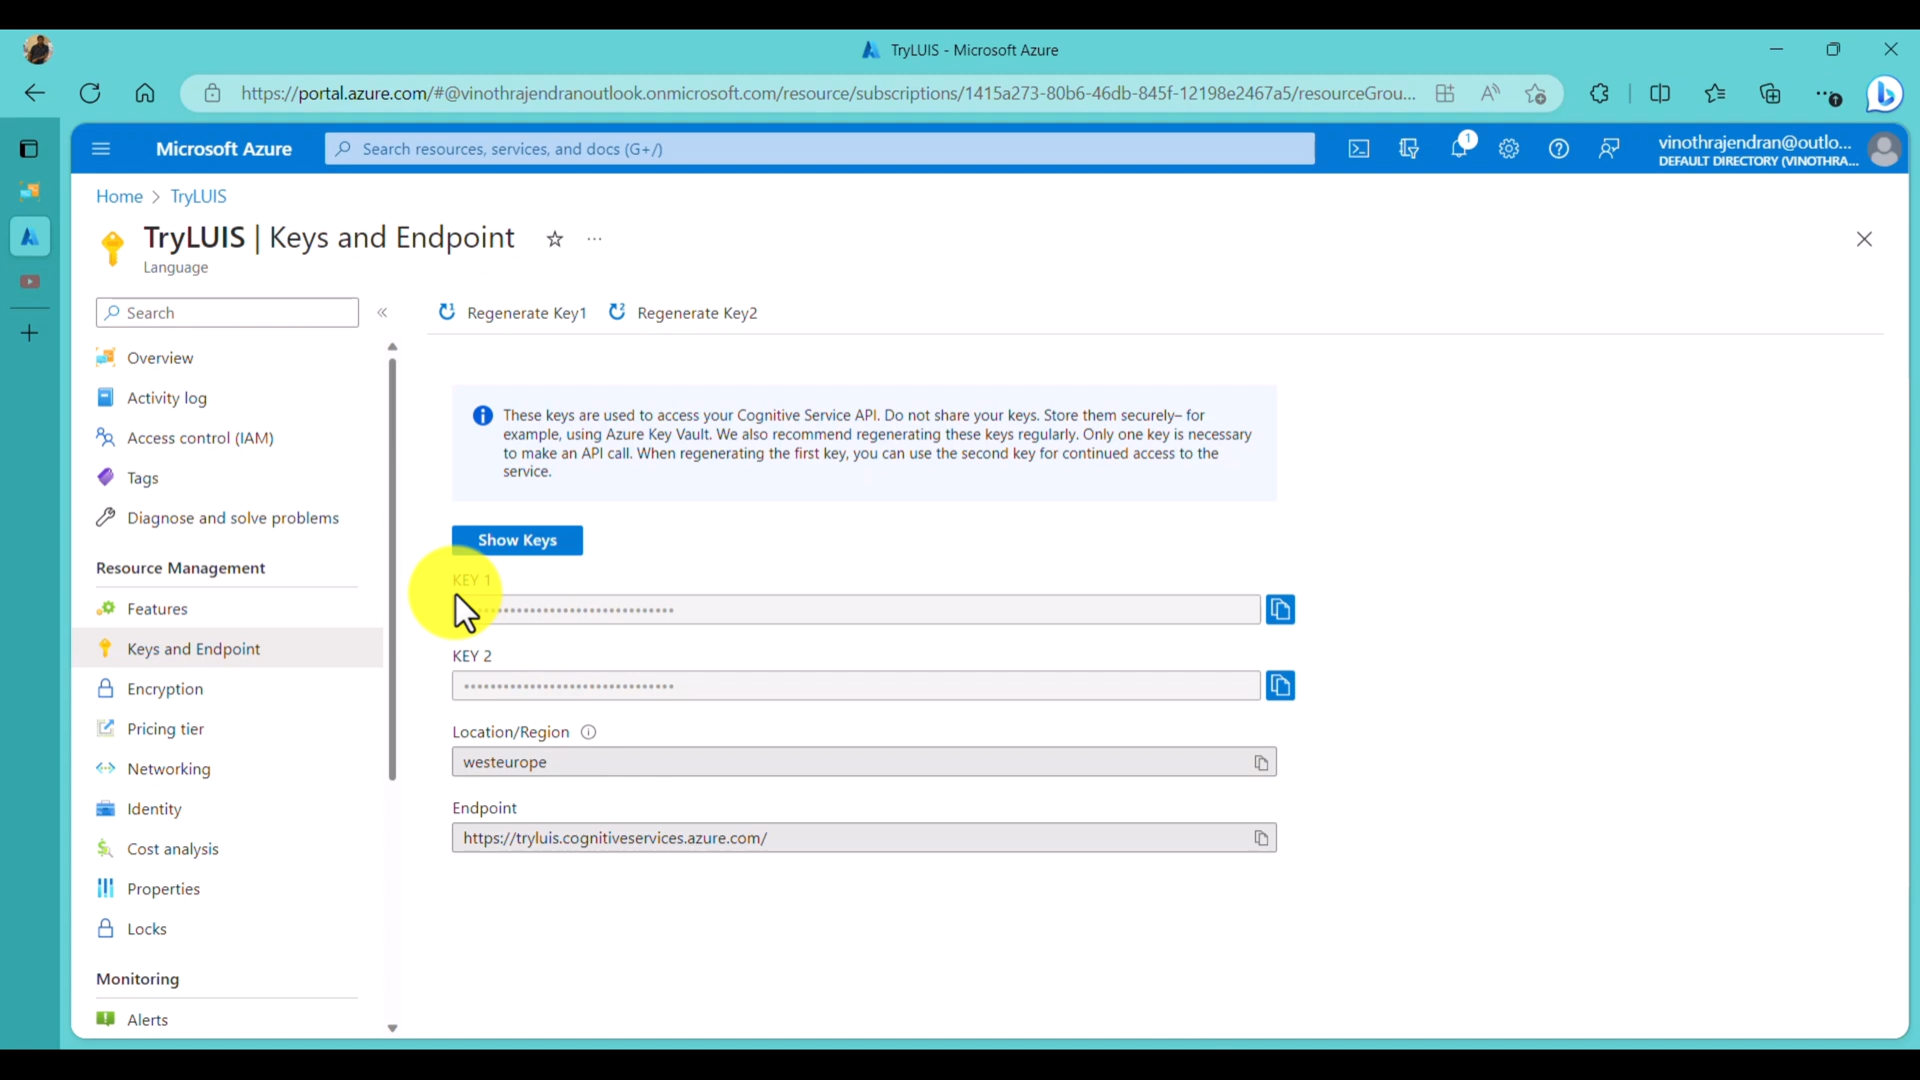 TryLUIS - Microsoft Azure
https://portal.azure.com/#@vinothrajendranoutlook.onmicrosoft.com/resource/subscriptions/1415a273-80b6-46db-845f-12198e2467a5/resourceGrou...
Microsoft Azure
Search resources, services, and docs (G+/)
1
vinothrajendran@outlo...
DEFAULT DIRECTORY (VINOTHRA...
Home > TryLUIS
TryLUIS | Keys and Endpoint
Language
Search
Overview
Activity log
Access control (IAM)
Tags
Diagnose and solve problems
Resource Management
Features
Keys and Endpoint
Encryption
Pricing tier
Networking
Identity
Cost analysis
Properties
Locks
Monitoring
Alerts
Regenerate Key1
Regenerate Key2
These keys are used to access your Cognitive Service API. Do not share your keys. Store them securely– for
example, using Azure Key Vault. We also recommend regenerating these keys regularly. Only one key is necessary
to make an API call. When regenerating the first key, you can use the second key for continued access to the
service.
Show Keys
KEY 1
KEY 2
Location/Region
westeurope
Endpoint
https://tryluis.cognitiveservices.azure.com/